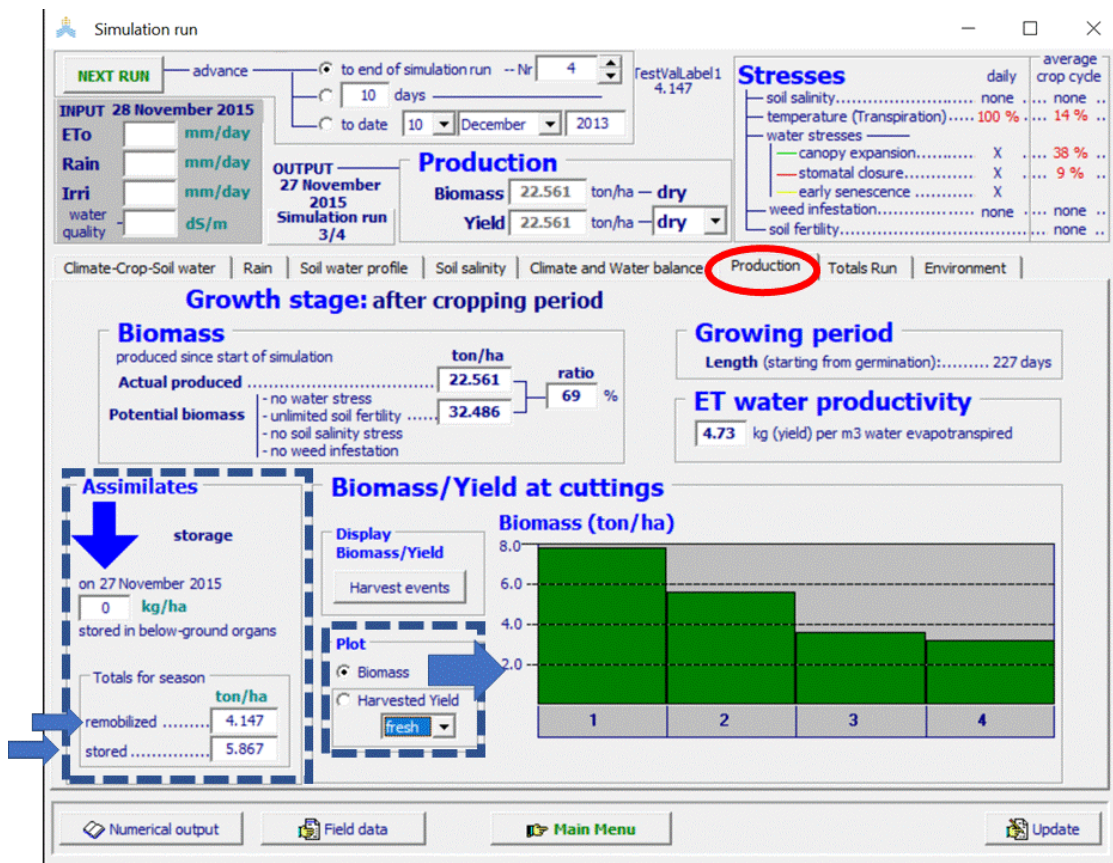 Simulation run
NEXT RUN
advance
to end of simulation run -- Nr 4
10 days
to date 10 December 2013
TestValLabel1
4.147
INPUT 28 November 2015
ETo mm/day
Rain mm/day
Irri mm/day
water quality dS/m
OUTPUT
27 November
2015
Simulation run
3/4
Production
Biomass 22.561 ton/ha dry
Yield 22.561 ton/ha dry
Stresses
daily
average
crop cycle
soil salinity............................ none .... none ..
temperature (Transpiration)..... 100 % .... 14 % ..
water stresses
canopy expansion............ X .... 38 % ..
stomatal closure.............. X .... 9 % ..
early senescence ............ X
weed infestation................. none .... none ..
soil fertility................................... none ..
Climate-Crop-Soil water
Rain
Soil water profile
Soil salinity
Climate and Water balance
Production
Totals Run
Environment
Growth stage: after cropping period
Biomass
produced since start of simulation
ton/ha
Actual produced ................................... 22.561
Potential biomass
- no water stress
- unlimited soil fertility ...... 32.486
- no soil salinity stress
- no weed infestation
ratio
69 %
Growing period
Length (starting from germination):......... 227 days
ET water productivity
4.73 kg (yield) per m3 water evapotranspired
Assimilates
storage
on 27 November 2015
0 kg/ha
stored in below-ground organs
Totals for season
ton/ha
remobilized ......... 4.147
stored ............... 5.867
Biomass/Yield at cuttings
Display
Biomass/Yield
Harvest events
Plot
Biomass
Harvested Yield
fresh
Biomass (ton/ha)
8.0
6.0
4.0
2.0
1 2 3 4
Numerical output
Field data
Main Menu
Update